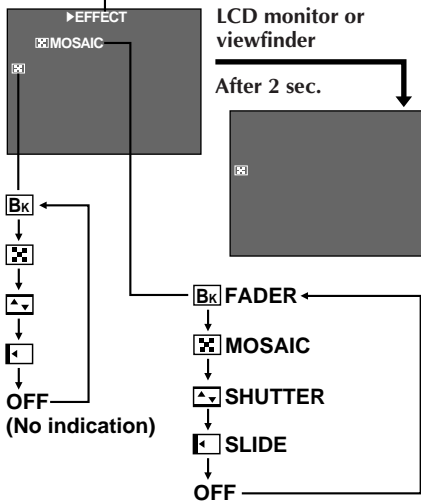 ▶EFFECT
MOSAIC
LCD monitor or
viewfinder
After 2 sec.
BK
OFF
(No indication)
BK FADER
MOSAIC
SHUTTER
SLIDE
OFF